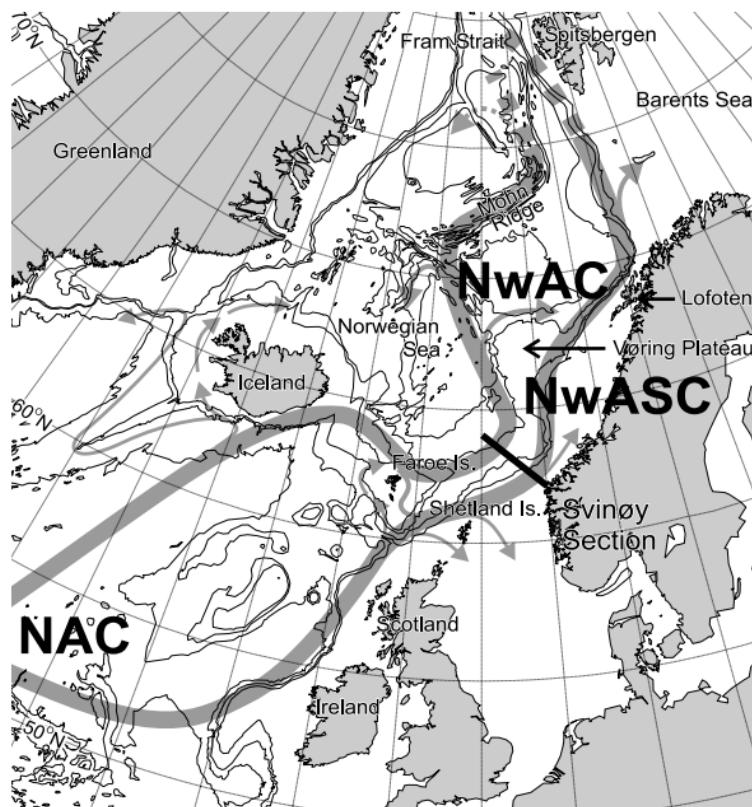 70°N
Fram Strait
Spitsbergen
Barents Sea
Greenland
Mohn
Ridge
NwAC
Lofoten
Norwegian
Sea
Vøring Plateau
Iceland
NwASC
60°N
Faroe Is.
Shetland Is.
Svinøy
Section
NAC
Scotland
Ireland
50°N